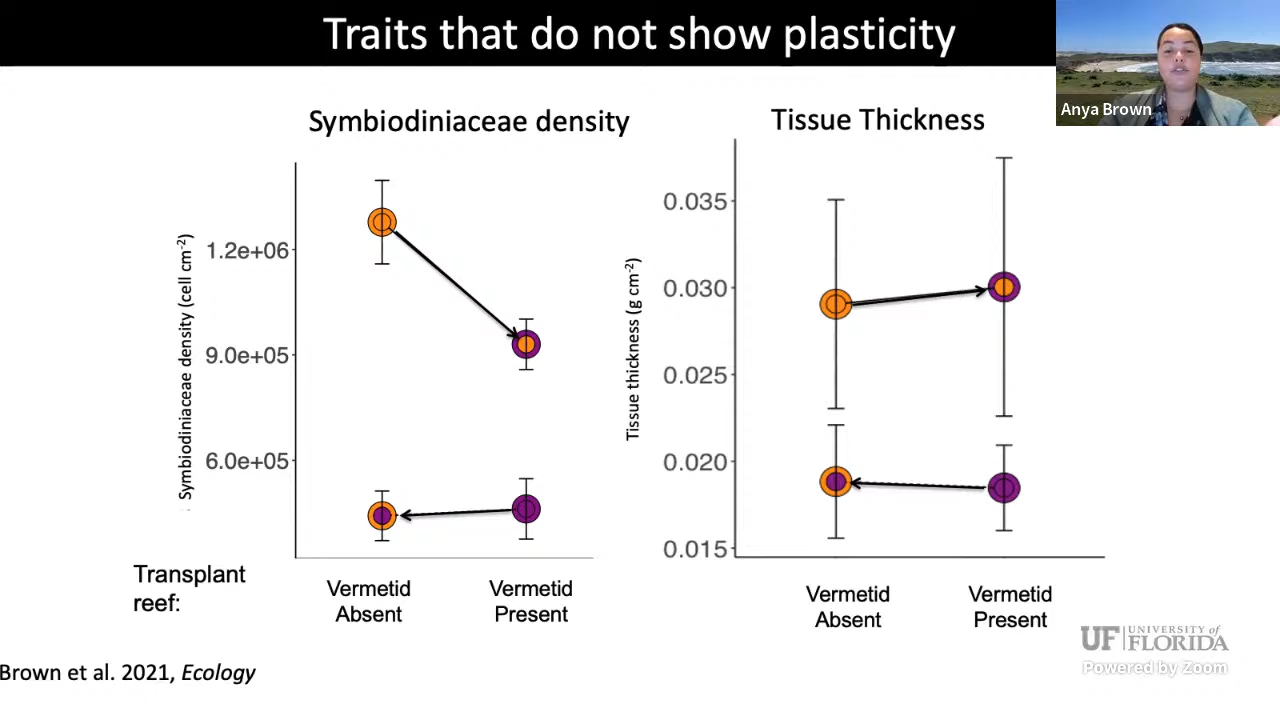 Traits that do not show plasticity
Anya Brown
Symbiodiniaceae density
Symbiodiniaceae density (cell cm-2)
1.2e+06
9.0e+05
6.0e+05
Tissue Thickness
Tissue thickness (g cm-2)
0.035
0.030
0.025
0.020
0.015
Transplant
reef:
Vermetid
Absent
Vermetid
Present
Vermetid
Absent
Vermetid
Present
UF UNIVERSITY of
FLORIDA
Powered by Zoom
Brown et al. 2021, Ecology